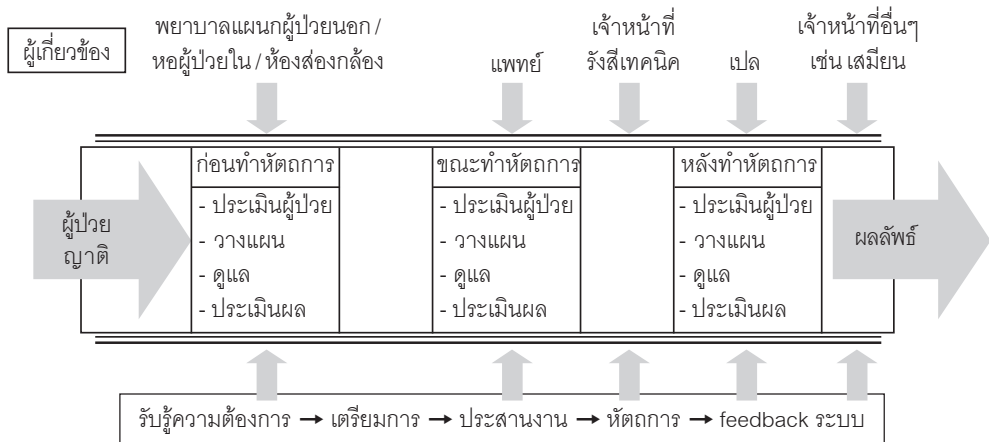 ผู้เกี่ยวข้อง
พยาบาลแผนกผู้ป่วยนอก /
หอผู้ป่วยใน / ห้องส่องกล้อง
แพทย์
เจ้าหน้าที่
รังสีเทคนิค
เปล
เจ้าหน้าที่อื่นๆ
เช่น เสมียน
ผู้ป่วย
ญาติ
ก่อนทำหัตถการ
- ประเมินผู้ป่วย
- วางแผน
- ดูแล
- ประเมินผล
ขณะทำหัตถการ
- ประเมินผู้ป่วย
- วางแผน
- ดูแล
- ประเมินผล
หลังทำหัตถการ
- ประเมินผู้ป่วย
- วางแผน
- ดูแล
- ประเมินผล
ผลลัพธ์
รับรู้ความต้องการ → เตรียมการ → ประสานงาน → หัตถการ → feedback ระบบ